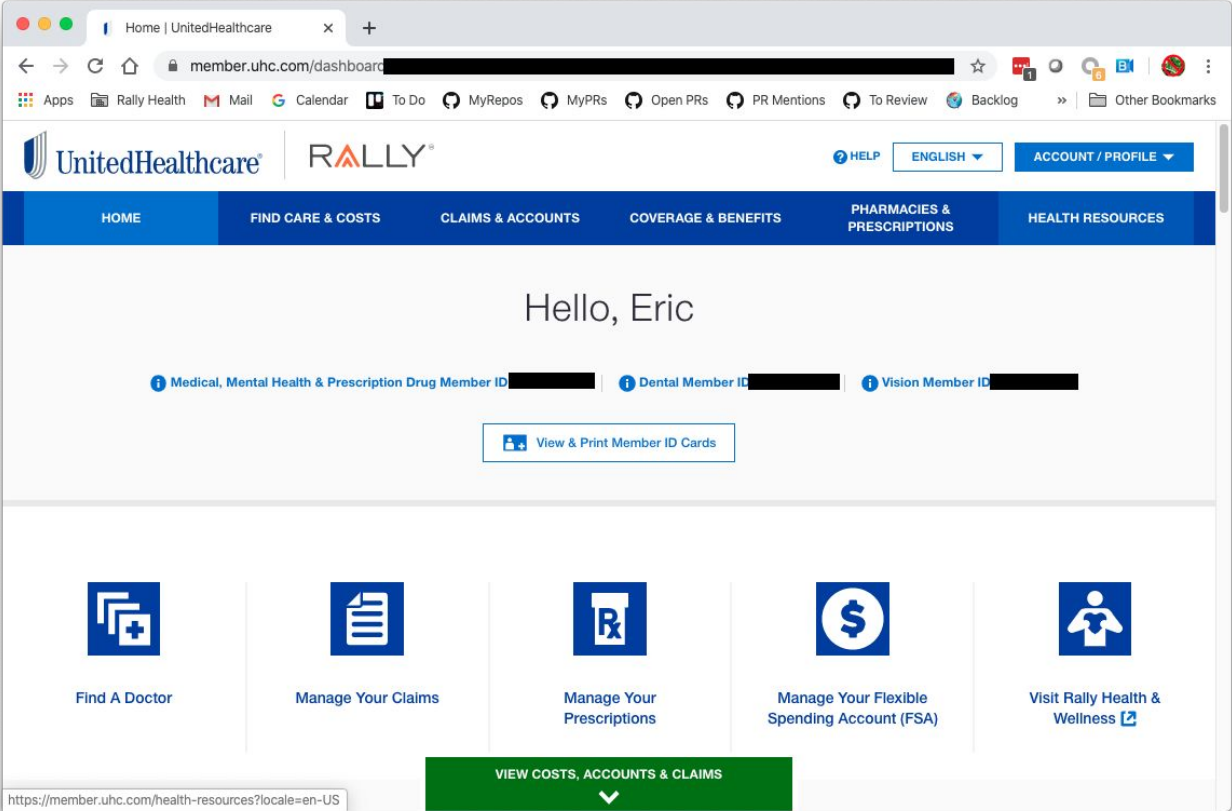 Home | UnitedHealthcare
member.uhc.com/dashboard
1
6
Apps Rally Health Mail Calendar To Do MyRepos MyPRs Open PRs PR Mentions To Review Backlog » Other Bookmarks
UnitedHealthcare® RALLY® HELP ENGLISH ACCOUNT / PROFILE
HOME FIND CARE & COSTS CLAIMS & ACCOUNTS COVERAGE & BENEFITS PHARMACIES & PRESCRIPTIONS HEALTH RESOURCES
Hello, Eric
Medical, Mental Health & Prescription Drug Member ID Dental Member ID Vision Member ID
View & Print Member ID Cards
Rx $
Find A Doctor
Manage Your Claims
Manage Your
Prescriptions
Manage Your Flexible
Spending Account (FSA)
Visit Rally Health &
Wellness
VIEW COSTS, ACCOUNTS & CLAIMS
https://member.uhc.com/health-resources?locale=en-US